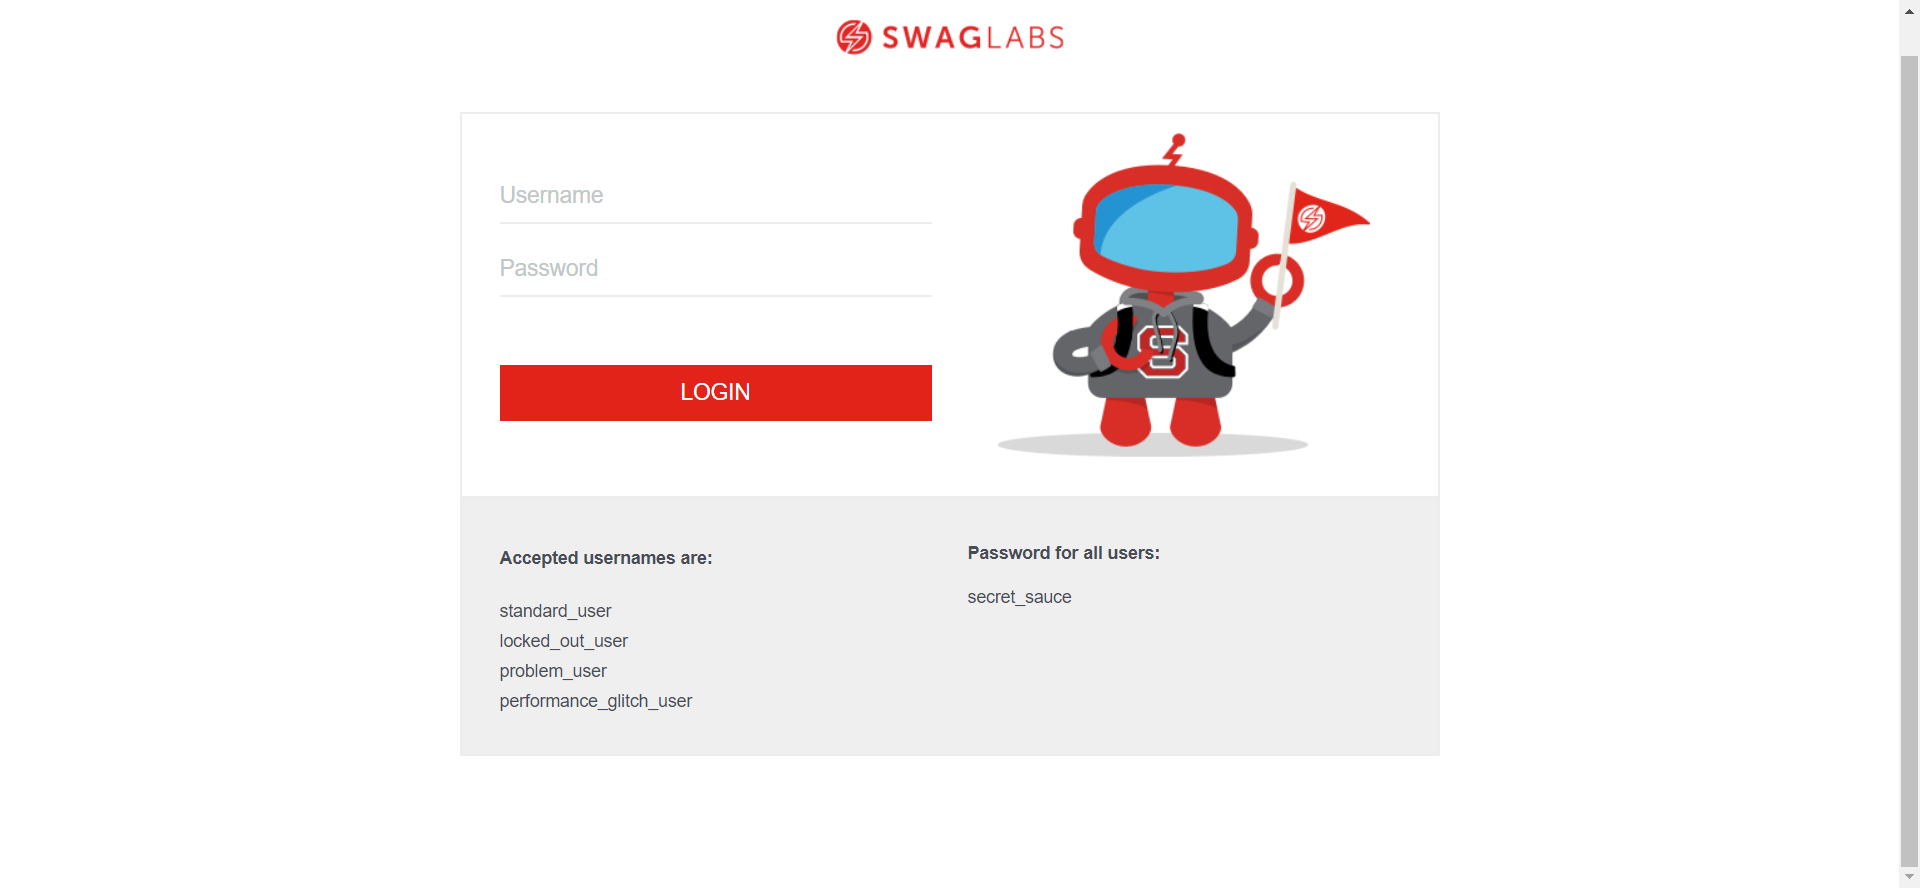 SWAGLABS
Username
Password
LOGIN
S
Accepted usernames are:
standard_user
locked_out_user
problem_user
performance_glitch_user
Password for all users:
secret_sauce